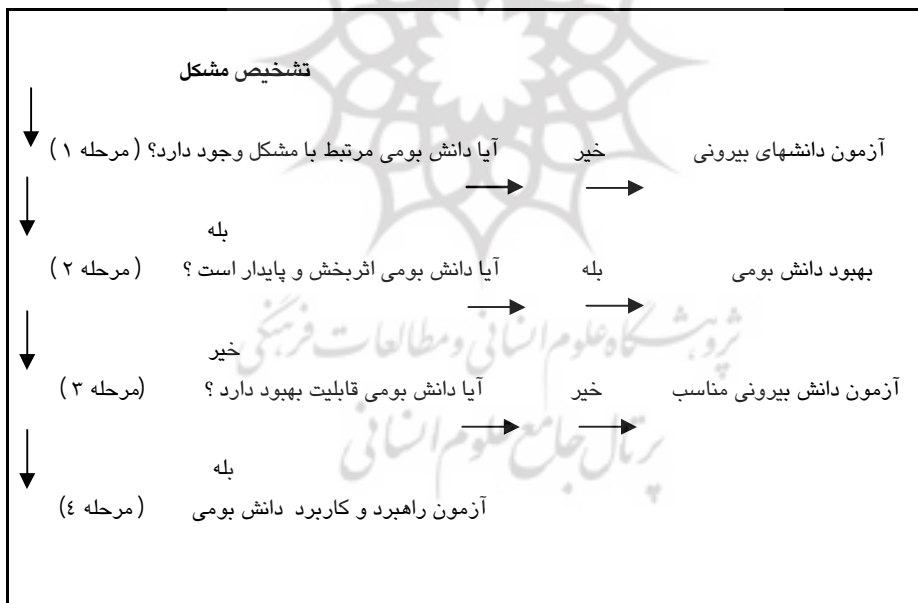 تشخیص مشکل
آزمون دانشهای بیرونی خیر آیا دانش بومی مرتبط با مشکل وجود دارد؟ ( مرحله ۱ )
بله
بهبود دانش بومی بله آیا دانش بومی اثربخش و پایدار است ؟ ( مرحله ۲ )
پژوهشگاه علوم انسانی و مطالعات فرهنگی
خیر
آزمون دانش بیرونی مناسب خیر آیا دانش بومی قابلیت بهبود دارد ؟ (مرحله ۳ )
پرتال جامع علوم انسانی
بله
آزمون راهبرد و کاربرد دانش بومی ( مرحله ٤)